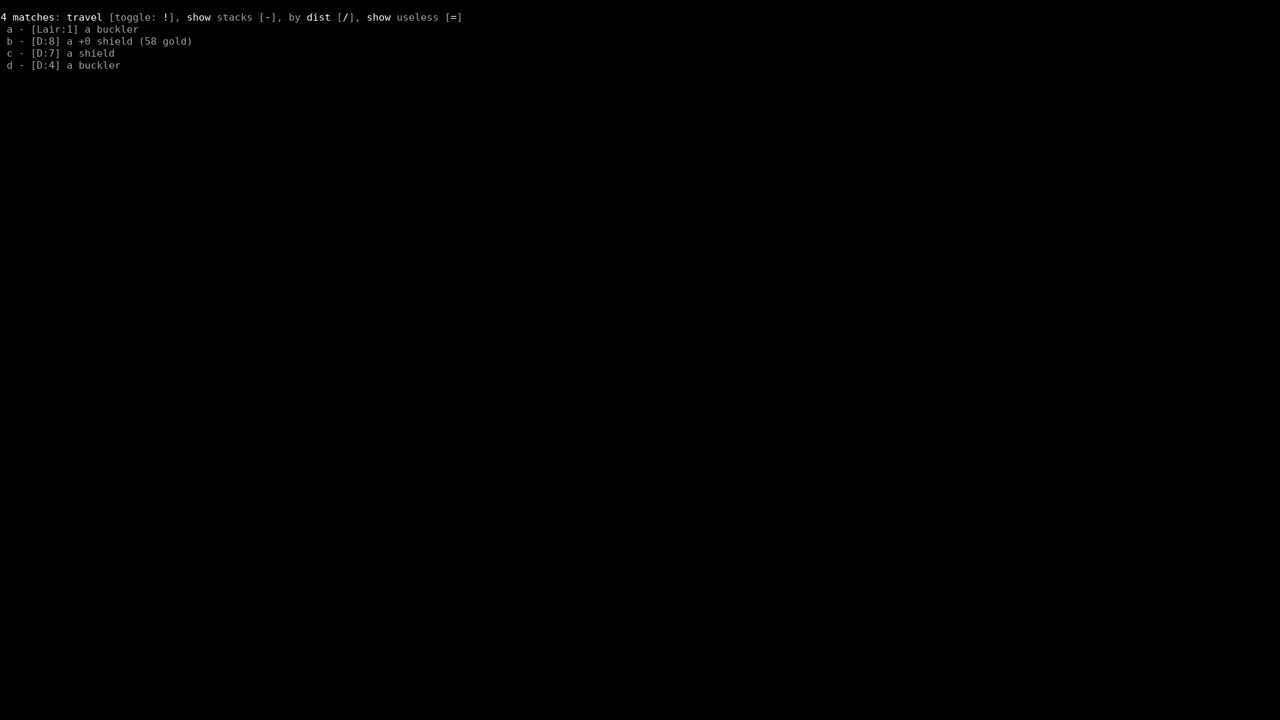 4 matches: travel [toggle: !], show stacks [-], by dist [/], show useless [=]
a - [Lair:1] a buckler
b - [D:8] a +0 shield (58 gold)
c - [D:7] a shield
d - [D:4] a buckler